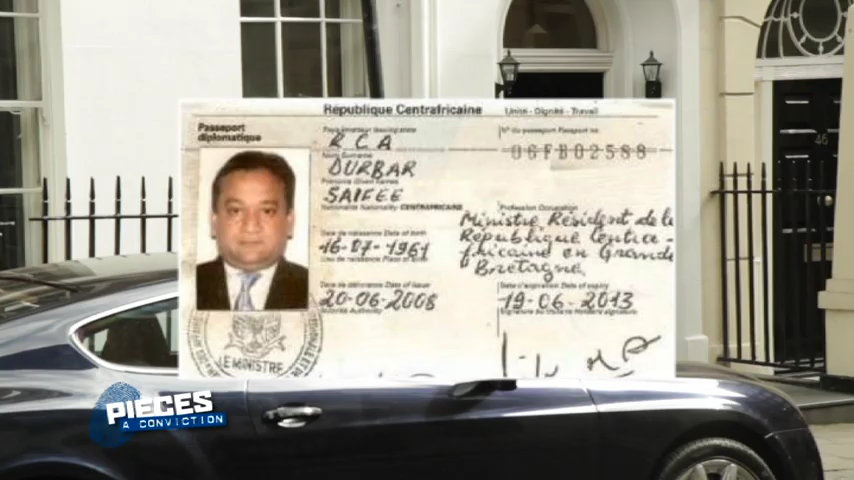 République Centrafricaine
Unité - Dignité - Travail
Passeport
diplomatique
Pays émetteur Issuing state
R C A
N° du passeport Passport no
OGFB02588
Nom Surname
DURBAR
Prénoms Given names
SAIFEE
Nationalité Nationality CENTRAFRICAINE
Profession Occupation
Ministre Résident de la
République Centra-
fricaine en Grande
Bretagne
Date de naissance Date of birth
16-07-1961
Lieu de naissance Place of birth
Date de délivrance Date of issue
20-06-2008
Autorité Authority
Date d'expiration Date of expiry
19-06-2013
Signature du titulaire Holder's signature
LE MINISTRE
46
PIECES
A CONVICTION